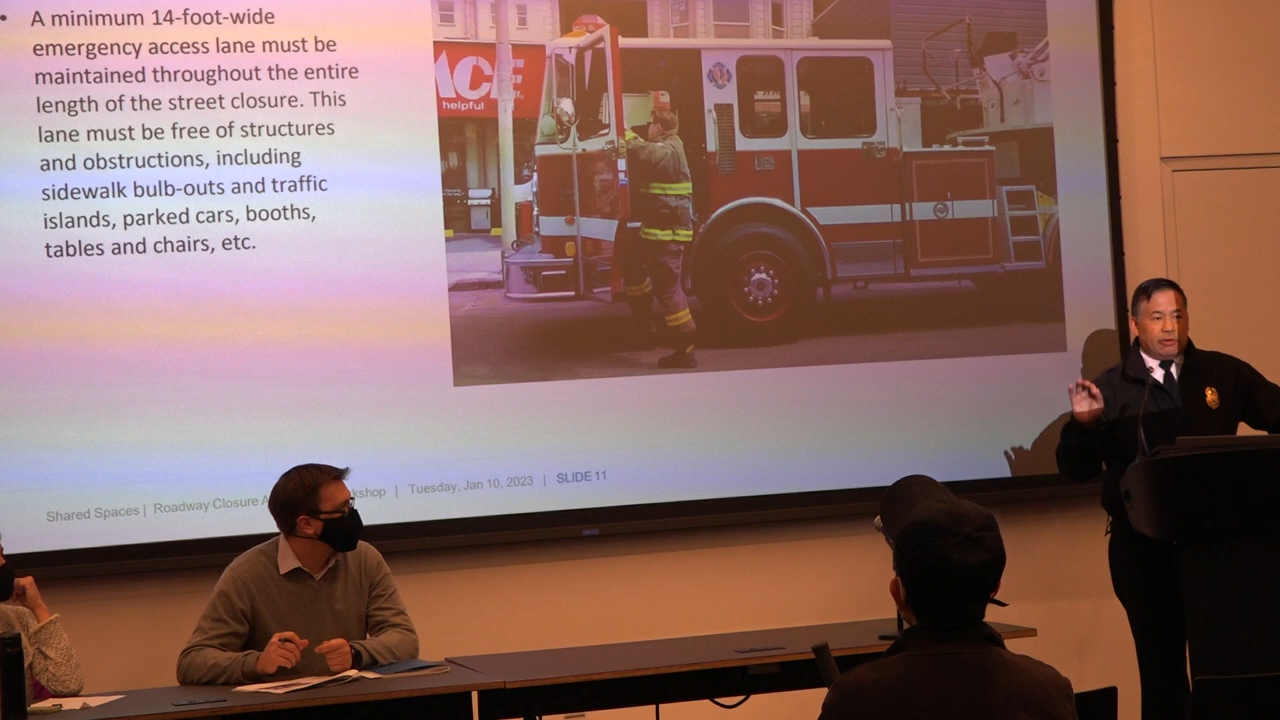 • A minimum 14-foot-wide
emergency access lane must be
maintained throughout the entire
length of the street closure. This
lane must be free of structures
and obstructions, including
sidewalk bulb-outs and traffic
islands, parked cars, booths,
tables and chairs, etc.
ACE
helpful
Shared Spaces | Roadway Closure | Tuesday, Jan 10, 2023 | SLIDE 11